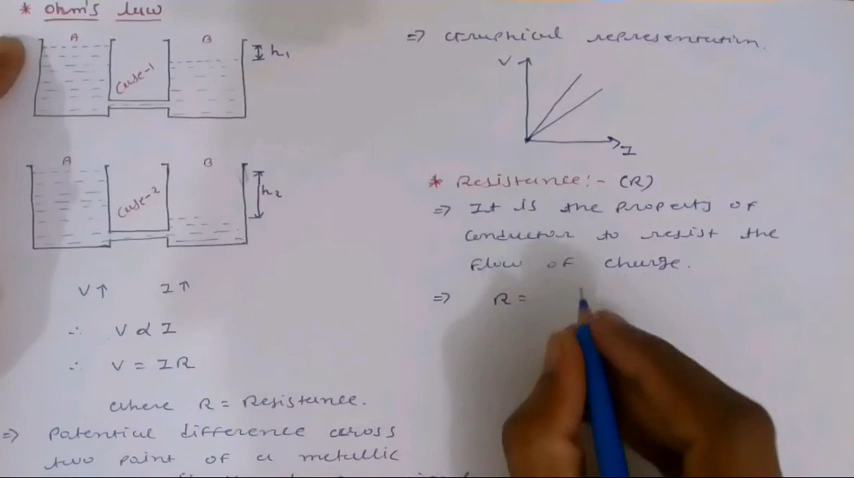 * Ohm's law
A
B
Case-1
h₁
A
B
Case-2
h₂
V↑ I↑
∴ V ∝ I
∴ V = IR
where R = Resistance.
⇒ Potential difference across
two point of a metallic
⇒ Graphical representation.
V
I
* Resistance:- (R)
⇒ It is the property of
conductor to resist the
flow of charge.
⇒ R =